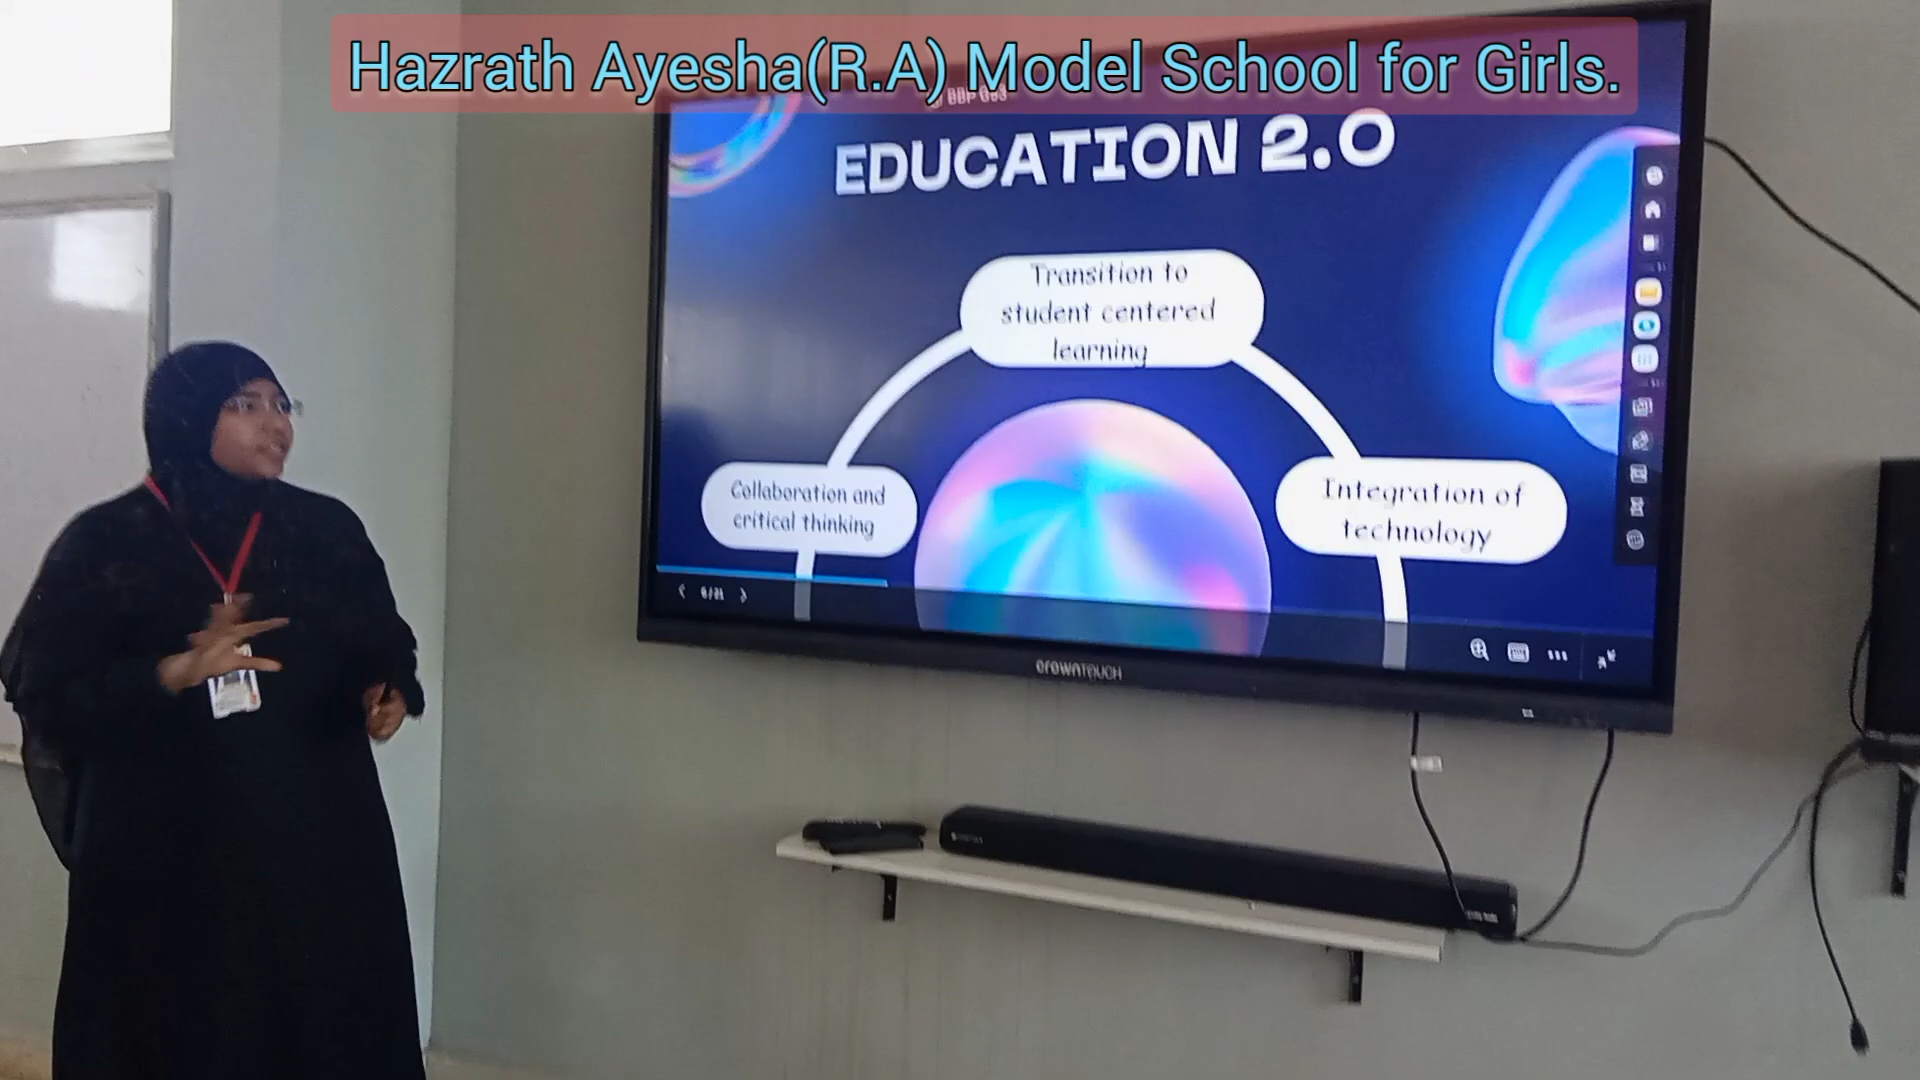 Hazrath Ayesha(R.A) Model School for Girls.
EDUCATION 2.0
Transition to
student centered
learning
Collaboration and
critical thinking
Integration of
technology
crownTOUCH